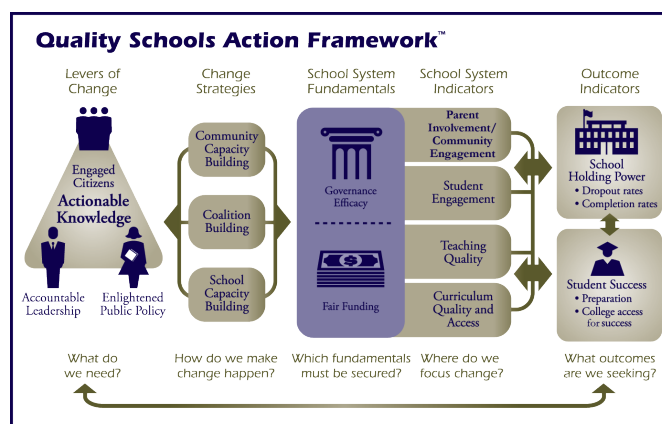 Quality Schools Action Framework™
Levers of
Change
Change
Strategies
School System
Fundamentals
School System
Indicators
Outcome
Indicators
Engaged
Citizens
Actionable
Knowledge
Accountable
Leadership
Enlightened
Public Policy
Community
Capacity
Building
Coalition
Building
School
Capacity
Building
Governance
Efficacy
Fair Funding
Parent
Involvement/
Community
Engagement
Student
Engagement
Teaching
Quality
Curriculum
Quality and
Access
School
Holding Power
• Dropout rates
• Completion rates
Student Success
• Preparation
• College access
for success
What do
we need?
How do we make
change happen?
Which fundamentals
must be secured?
Where do we
focus change?
What outcomes
are we seeking?